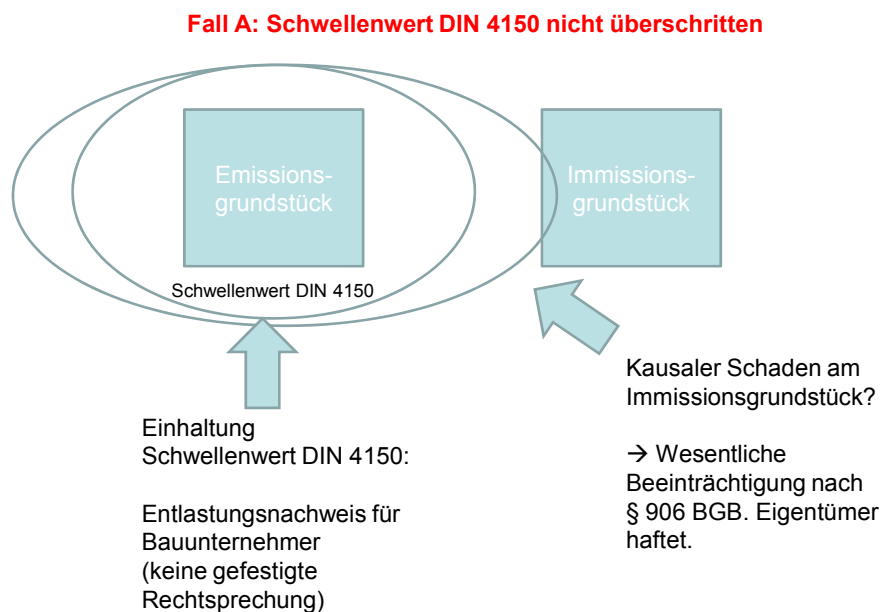 Fall A: Schwellenwert DIN 4150 nicht überschritten
Emissions-
grundstück
Immissions-
grundstück
Schwellenwert DIN 4150
Einhaltung
Schwellenwert DIN 4150:
Entlastungsnachweis für
Bauunternehmer
(keine gefestigte
Rechtsprechung)
Kausaler Schaden am
Immissionsgrundstück?
→ Wesentliche
Beeinträchtigung nach
§ 906 BGB. Eigentümer
haftet.